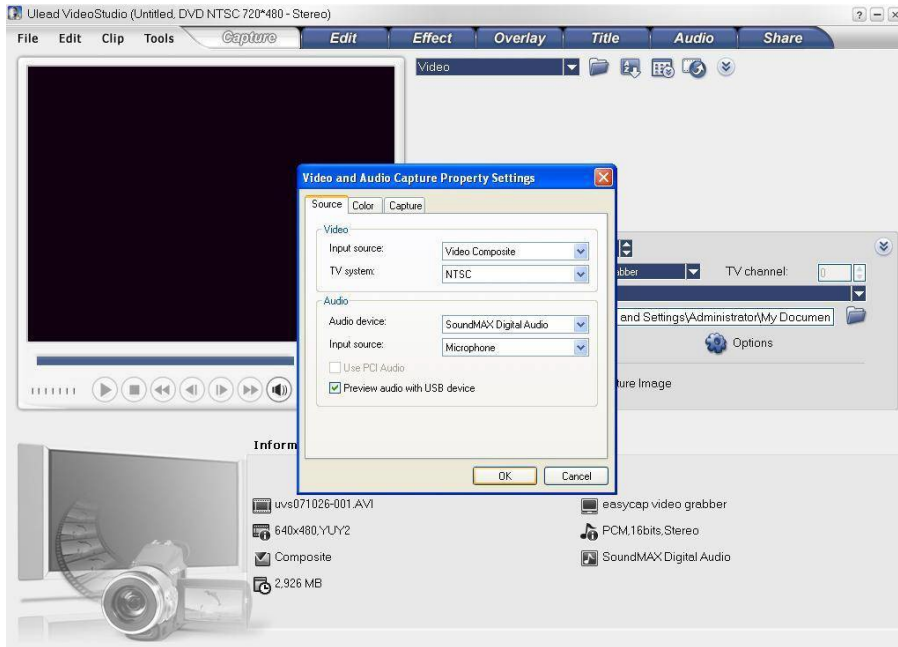 Ulead VideoStudio (Untitled, DVD NTSC 720*480 - Stereo)
File Edit Clip Tools Capture Edit Effect Overlay Title Audio Share
Video
Video and Audio Capture Property Settings
Source Color Capture
Video
Input source: Video Composite
TV system: NTSC
Audio
Audio device: SoundMAX Digital Audio
Input source: Microphone
Use PCI Audio
Preview audio with USB device
OK Cancel
TV channel: 0
and Settings\Administrator\My Documen
Options
ture Image
Inform
uvs071026-001.AVI
easycap video grabber
640x480,YUY2
PCM,16bits,Stereo
Composite
SoundMAX Digital Audio
2,926 MB